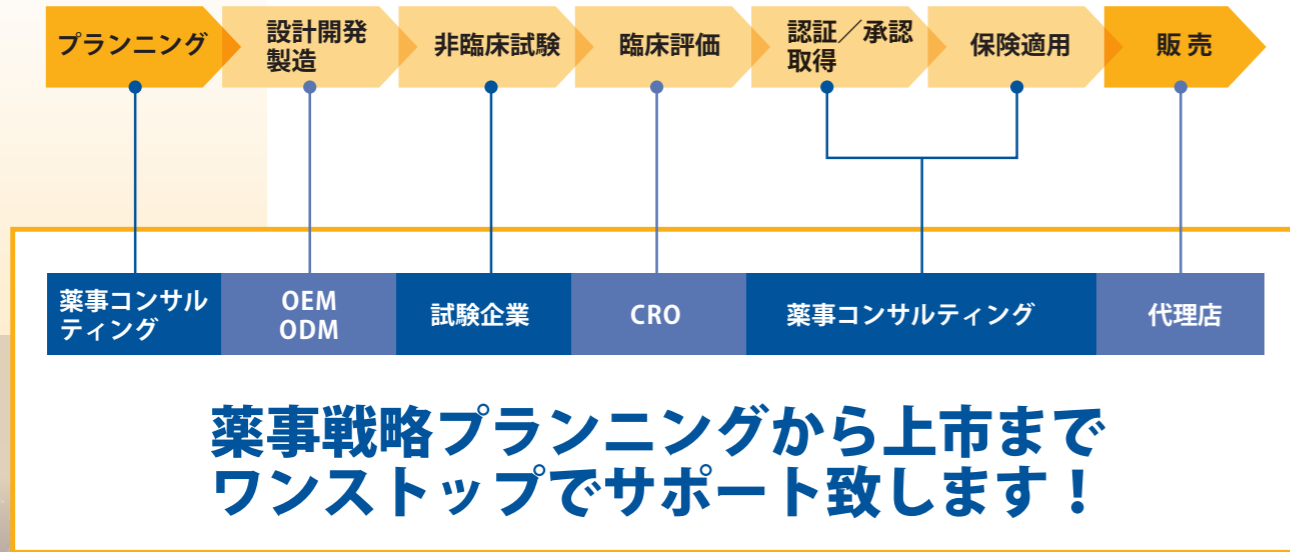 プランニング
設計開発
製造
非臨床試験
臨床評価
認証／承認
取得
保険適用
販 売
薬事コンサル
ティング
OEM
ODM
試験企業
CRO
薬事コンサルティング
代理店
薬事戦略プランニングから上市まで
ワンストップでサポート致します！